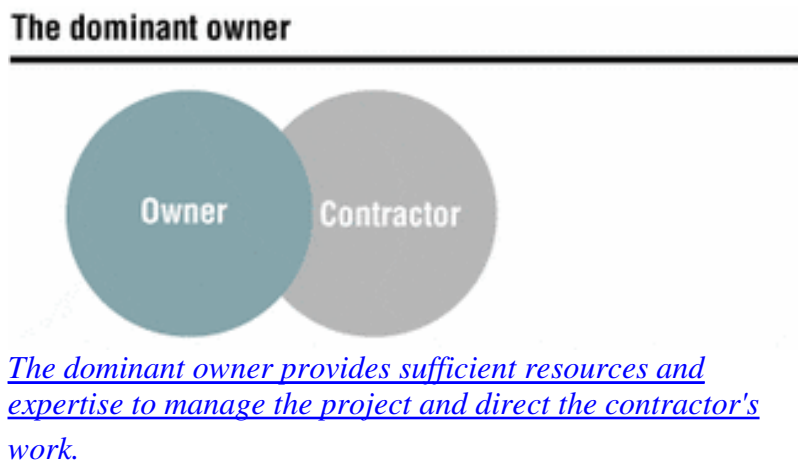 The dominant owner
Owner
Contractor
The dominant owner provides sufficient resources and
expertise to manage the project and direct the contractor's
work.